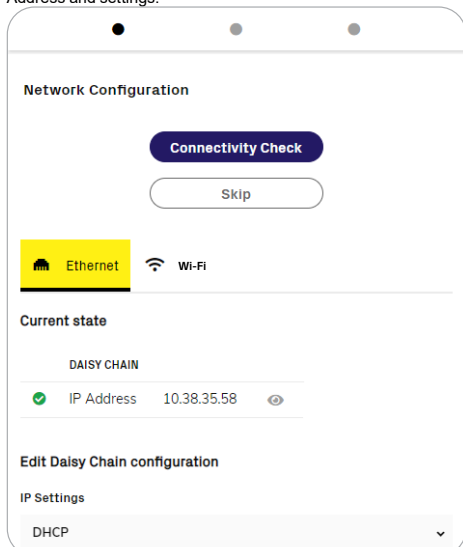 Address and settings.
Network Configuration
Connectivity Check
Skip
Ethernet Wi-Fi
Current state
DAISY CHAIN
IP Address 10.38.35.58
Edit Daisy Chain configuration
IP Settings
DHCP